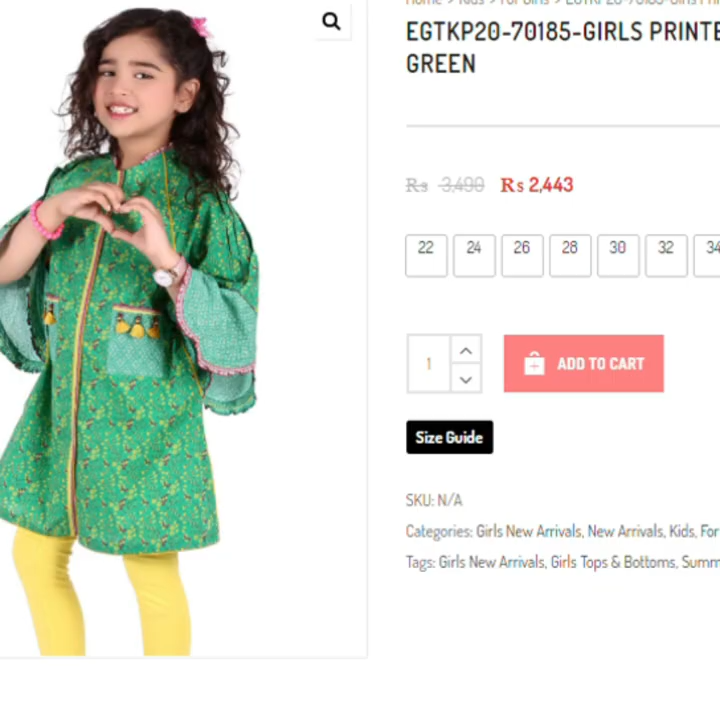 EGTKP20-70185-GIRLS PRINTE
GREEN
Rs 3,490 Rs 2,443
22 24 26 28 30 32 34
1 ADD TO CART
Size Guide
SKU: N/A
Categories: Girls New Arrivals, New Arrivals, Kids, For
Tags: Girls New Arrivals, Girls Tops & Bottoms, Summ